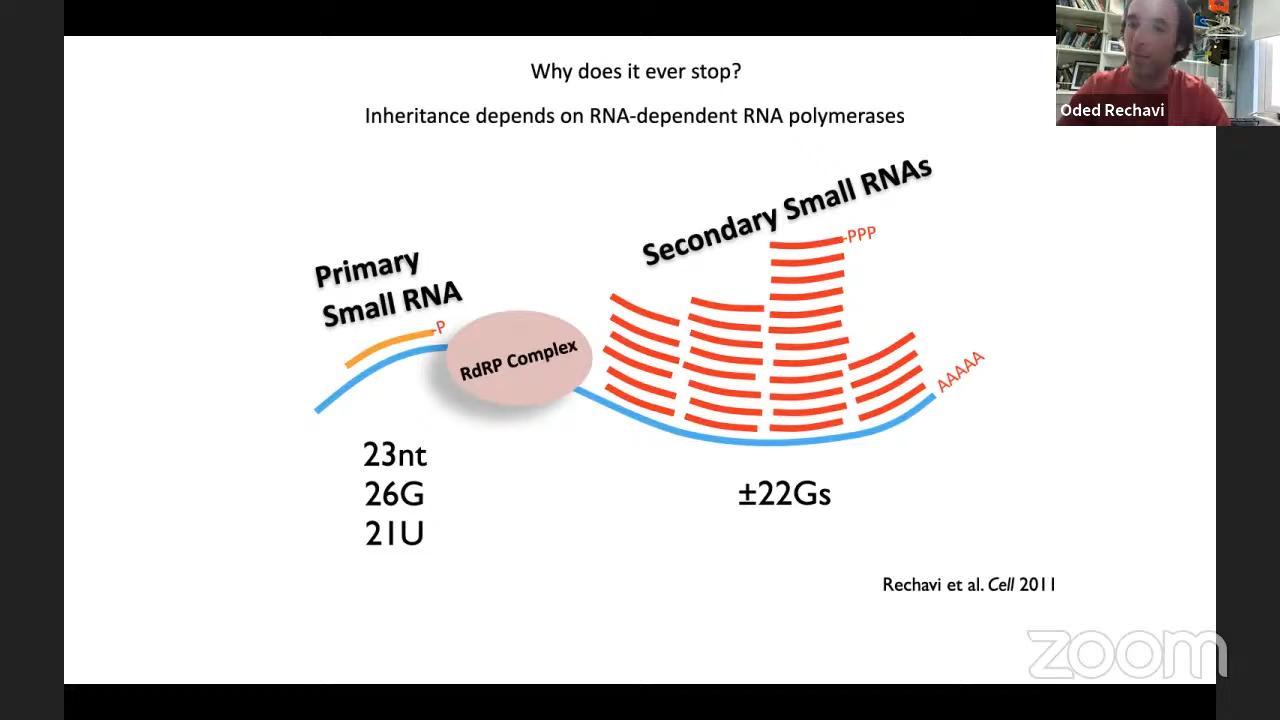 Why does it ever stop?
Inheritance depends on RNA-dependent RNA polymerases
Oded Rechavi
Secondary Small RNAs
-PPP
Primary
Small RNA
-P
RdRP Complex
AAAAA
23nt
26G
21U
±22Gs
Rechavi et al. Cell 2011
zoom